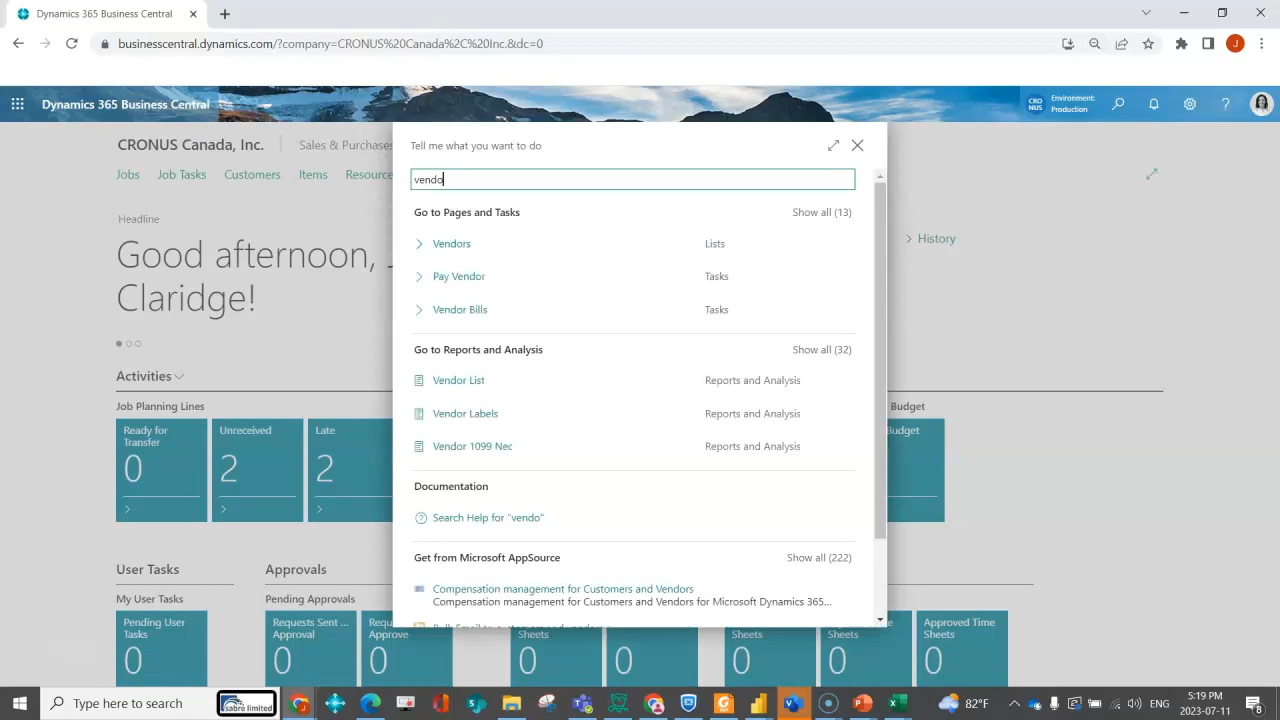 Dynamics 365 Business Central
businesscentral.dynamics.com/?company=CRONUS%20Canada%2C%20Inc.&dc=0
J
Dynamics 365 Business Central
CRO
NUS
Environment:
Production
CRONUS Canada, Inc.
Sales & Purchases
Tell me what you want to do
Jobs
Job Tasks
Customers
Items
Resource
vendo
Headline
Good afternoon, J
Claridge!
History
Go to Pages and Tasks
Show all (13)
Vendors
Lists
Pay Vendor
Tasks
Vendor Bills
Tasks
Go to Reports and Analysis
Show all (32)
Vendor List
Reports and Analysis
Vendor Labels
Reports and Analysis
Vendor 1099 Nec
Reports and Analysis
Documentation
Search Help for "vendo"
Get from Microsoft AppSource
Show all (222)
Compensation management for Customers and Vendors
Compensation management for Customers and Vendors for Microsoft Dynamics 365...
Activities
Job Planning Lines
Budget
Ready for
Transfer
0
Unreceived
2
Late
2
Budget
User Tasks
Approvals
My User Tasks
Pending Approvals
Pending User
Tasks
0
Requests Sent ...
Approval
0
Requ
Approve
0
Sheets
0
0
Sheets
0
Sheets
0
Approved Time
Sheets
0
Type here to search
sabre limited
82°F
ENG
5:19 PM
2023-07-11
8